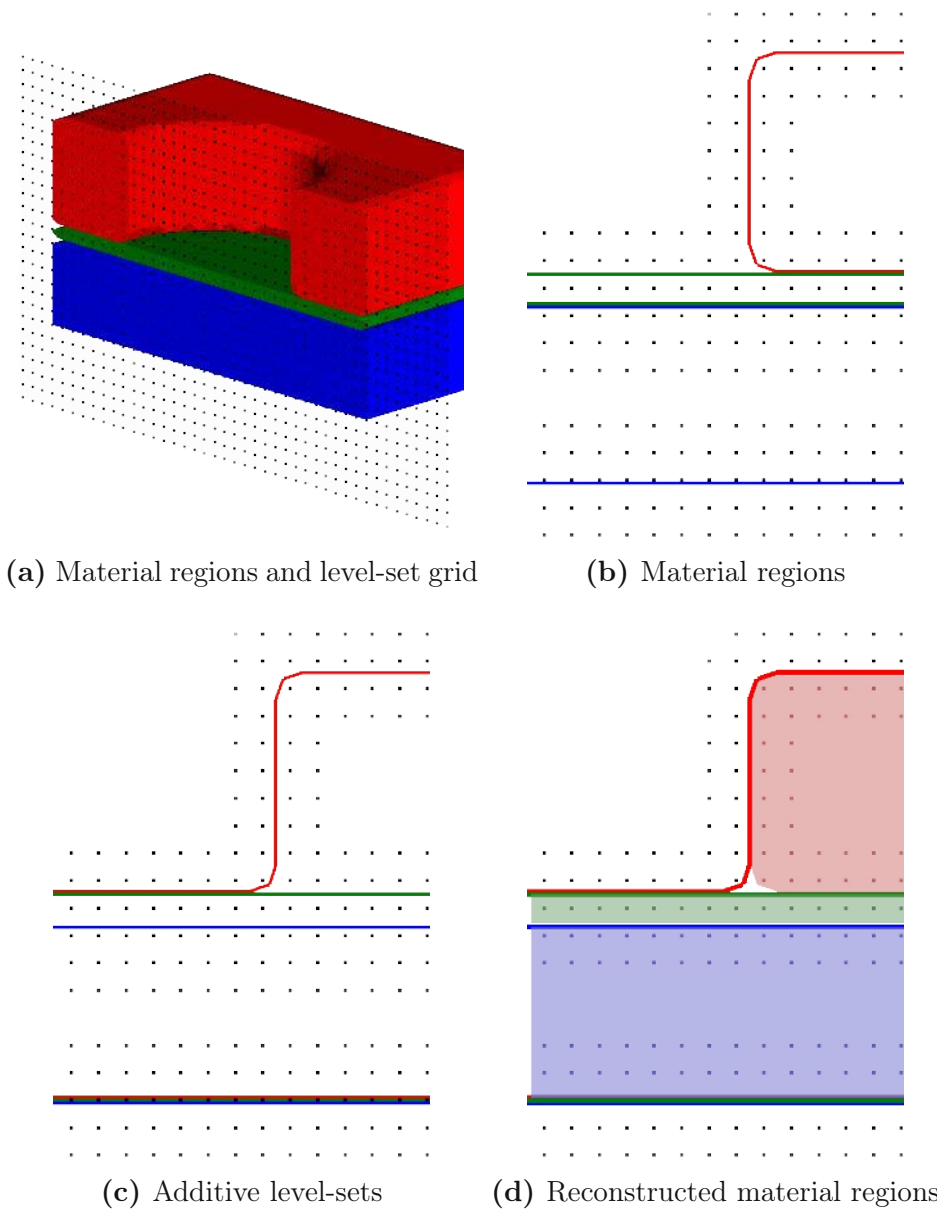 (a) Material regions and level-set grid
(b) Material regions
(c) Additive level-sets
(d) Reconstructed material regions